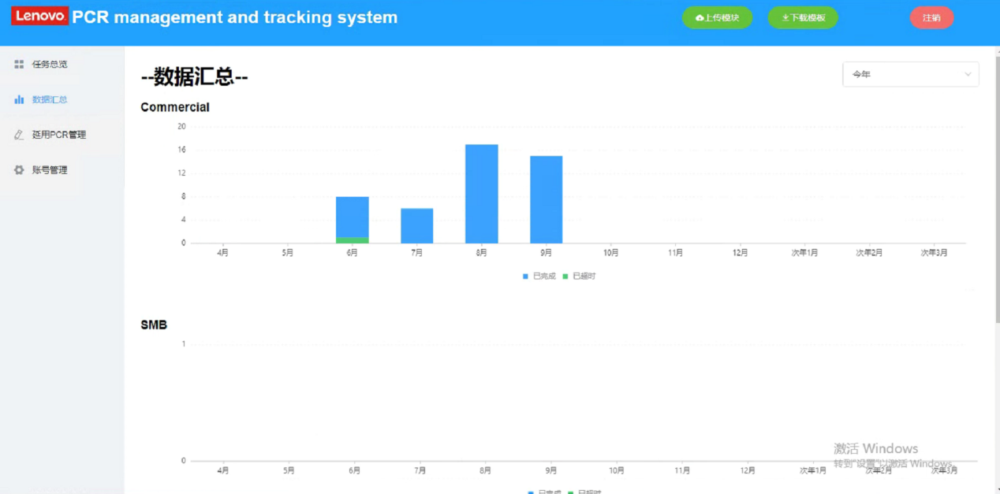 Lenovo PCR management and tracking system
上传模块
下载模板
注销
任务总览
数据汇总
延用PCR管理
账号管理
--数据汇总--
今年
Commercial
20
16
12
8
4
0
4月 5月 6月 7月 8月 9月 10月 11月 12月 次年1月 次年2月 次年3月
已完成 已超时
SMB
1
0
4月 5月 6月 7月 8月 9月 10月 11月 12月 次年1月 次年2月 次年3月
激活 Windows
转到"设置"以激活 Windows。
已完成 已超时